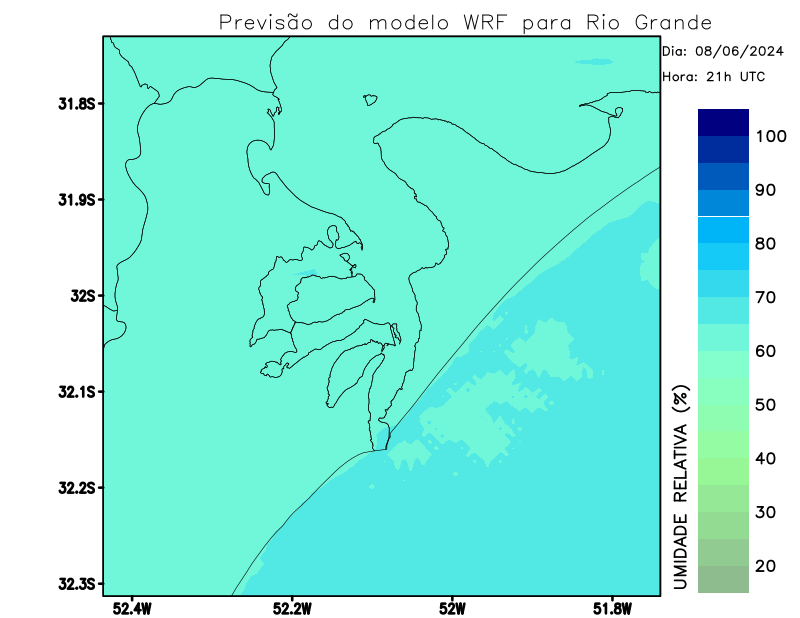 Previsão do modelo WRF para Rio Grande
Dia: 08/06/2024
Hora: 21h UTC
31.8S
31.9S
32S
32.1S
32.2S
32.3S
52.4W
52.2W
52W
51.8W
100
90
80
70
60
50
40
30
20
UMIDADE RELATIVA (%)